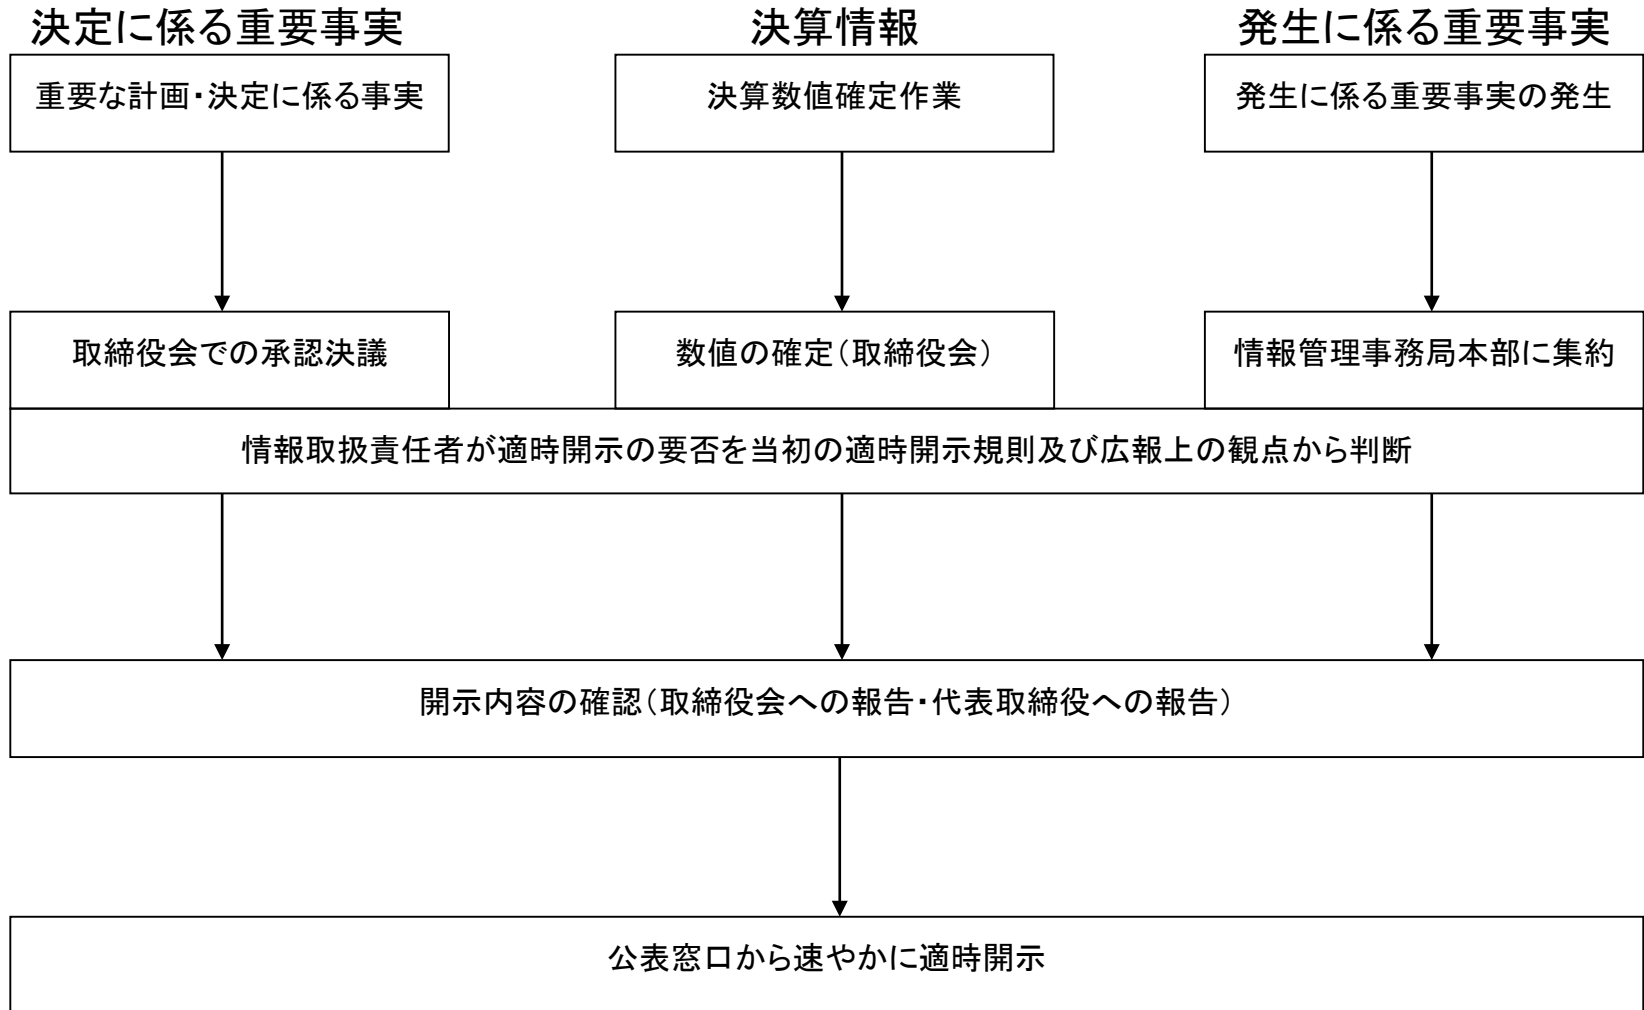 決定に係る重要事実
決算情報
発生に係る重要事実
重要な計画・決定に係る事実
決算数値確定作業
発生に係る重要事実の発生
取締役会での承認決議
数値の確定（取締役会）
情報管理事務局本部に集約
情報取扱責任者が適時開示の要否を当初の適時開示規則及び広報上の観点から判断
開示内容の確認（取締役会への報告・代表取締役への報告）
公表窓口から速やかに適時開示